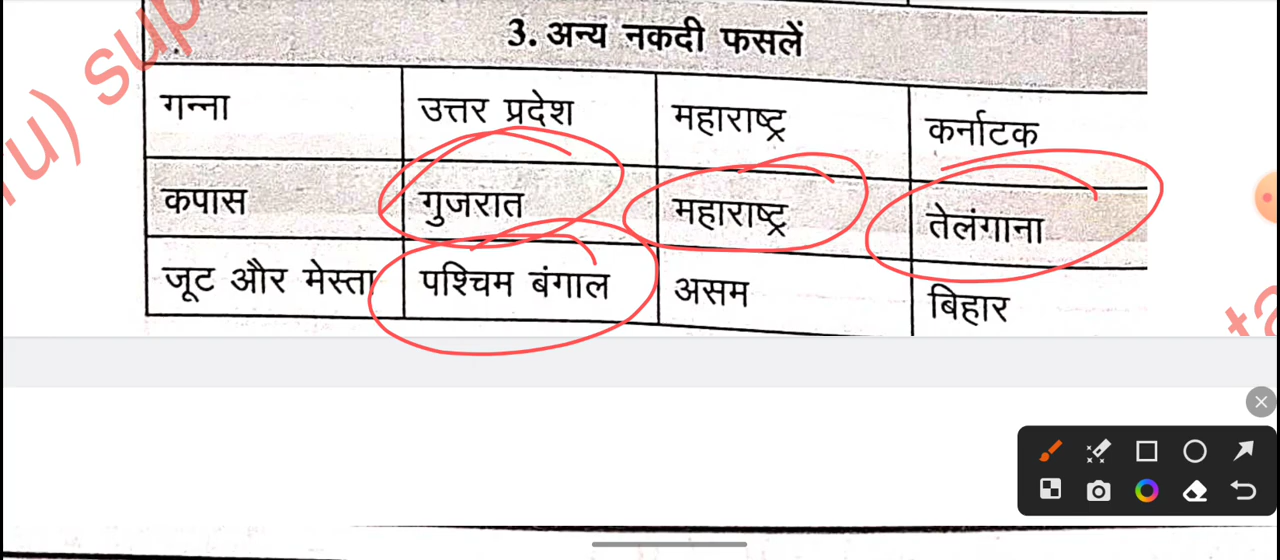 3. अन्य नकदी फसलें
गन्ना उत्तर प्रदेश महाराष्ट्र कर्नाटक
कपास गुजरात महाराष्ट्र तेलंगाना
जूट और मेस्ता पश्चिम बंगाल असम बिहार